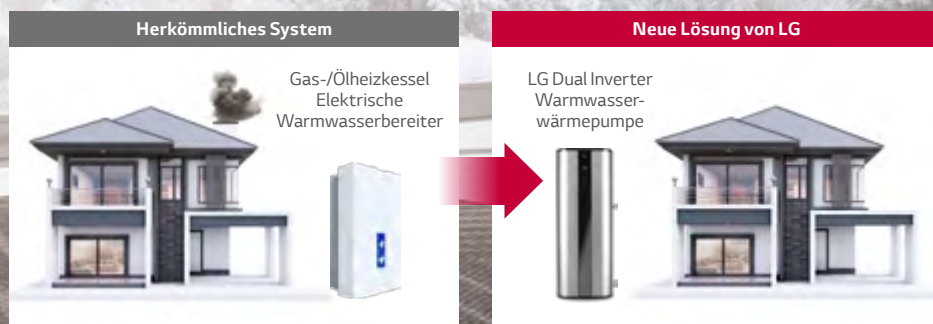 Herkömmliches System
Gas-/Ölheizkessel
Elektrische
Warmwasserbereiter
Neue Lösung von LG
LG Dual Inverter
Warmwasser-
wärmepumpe